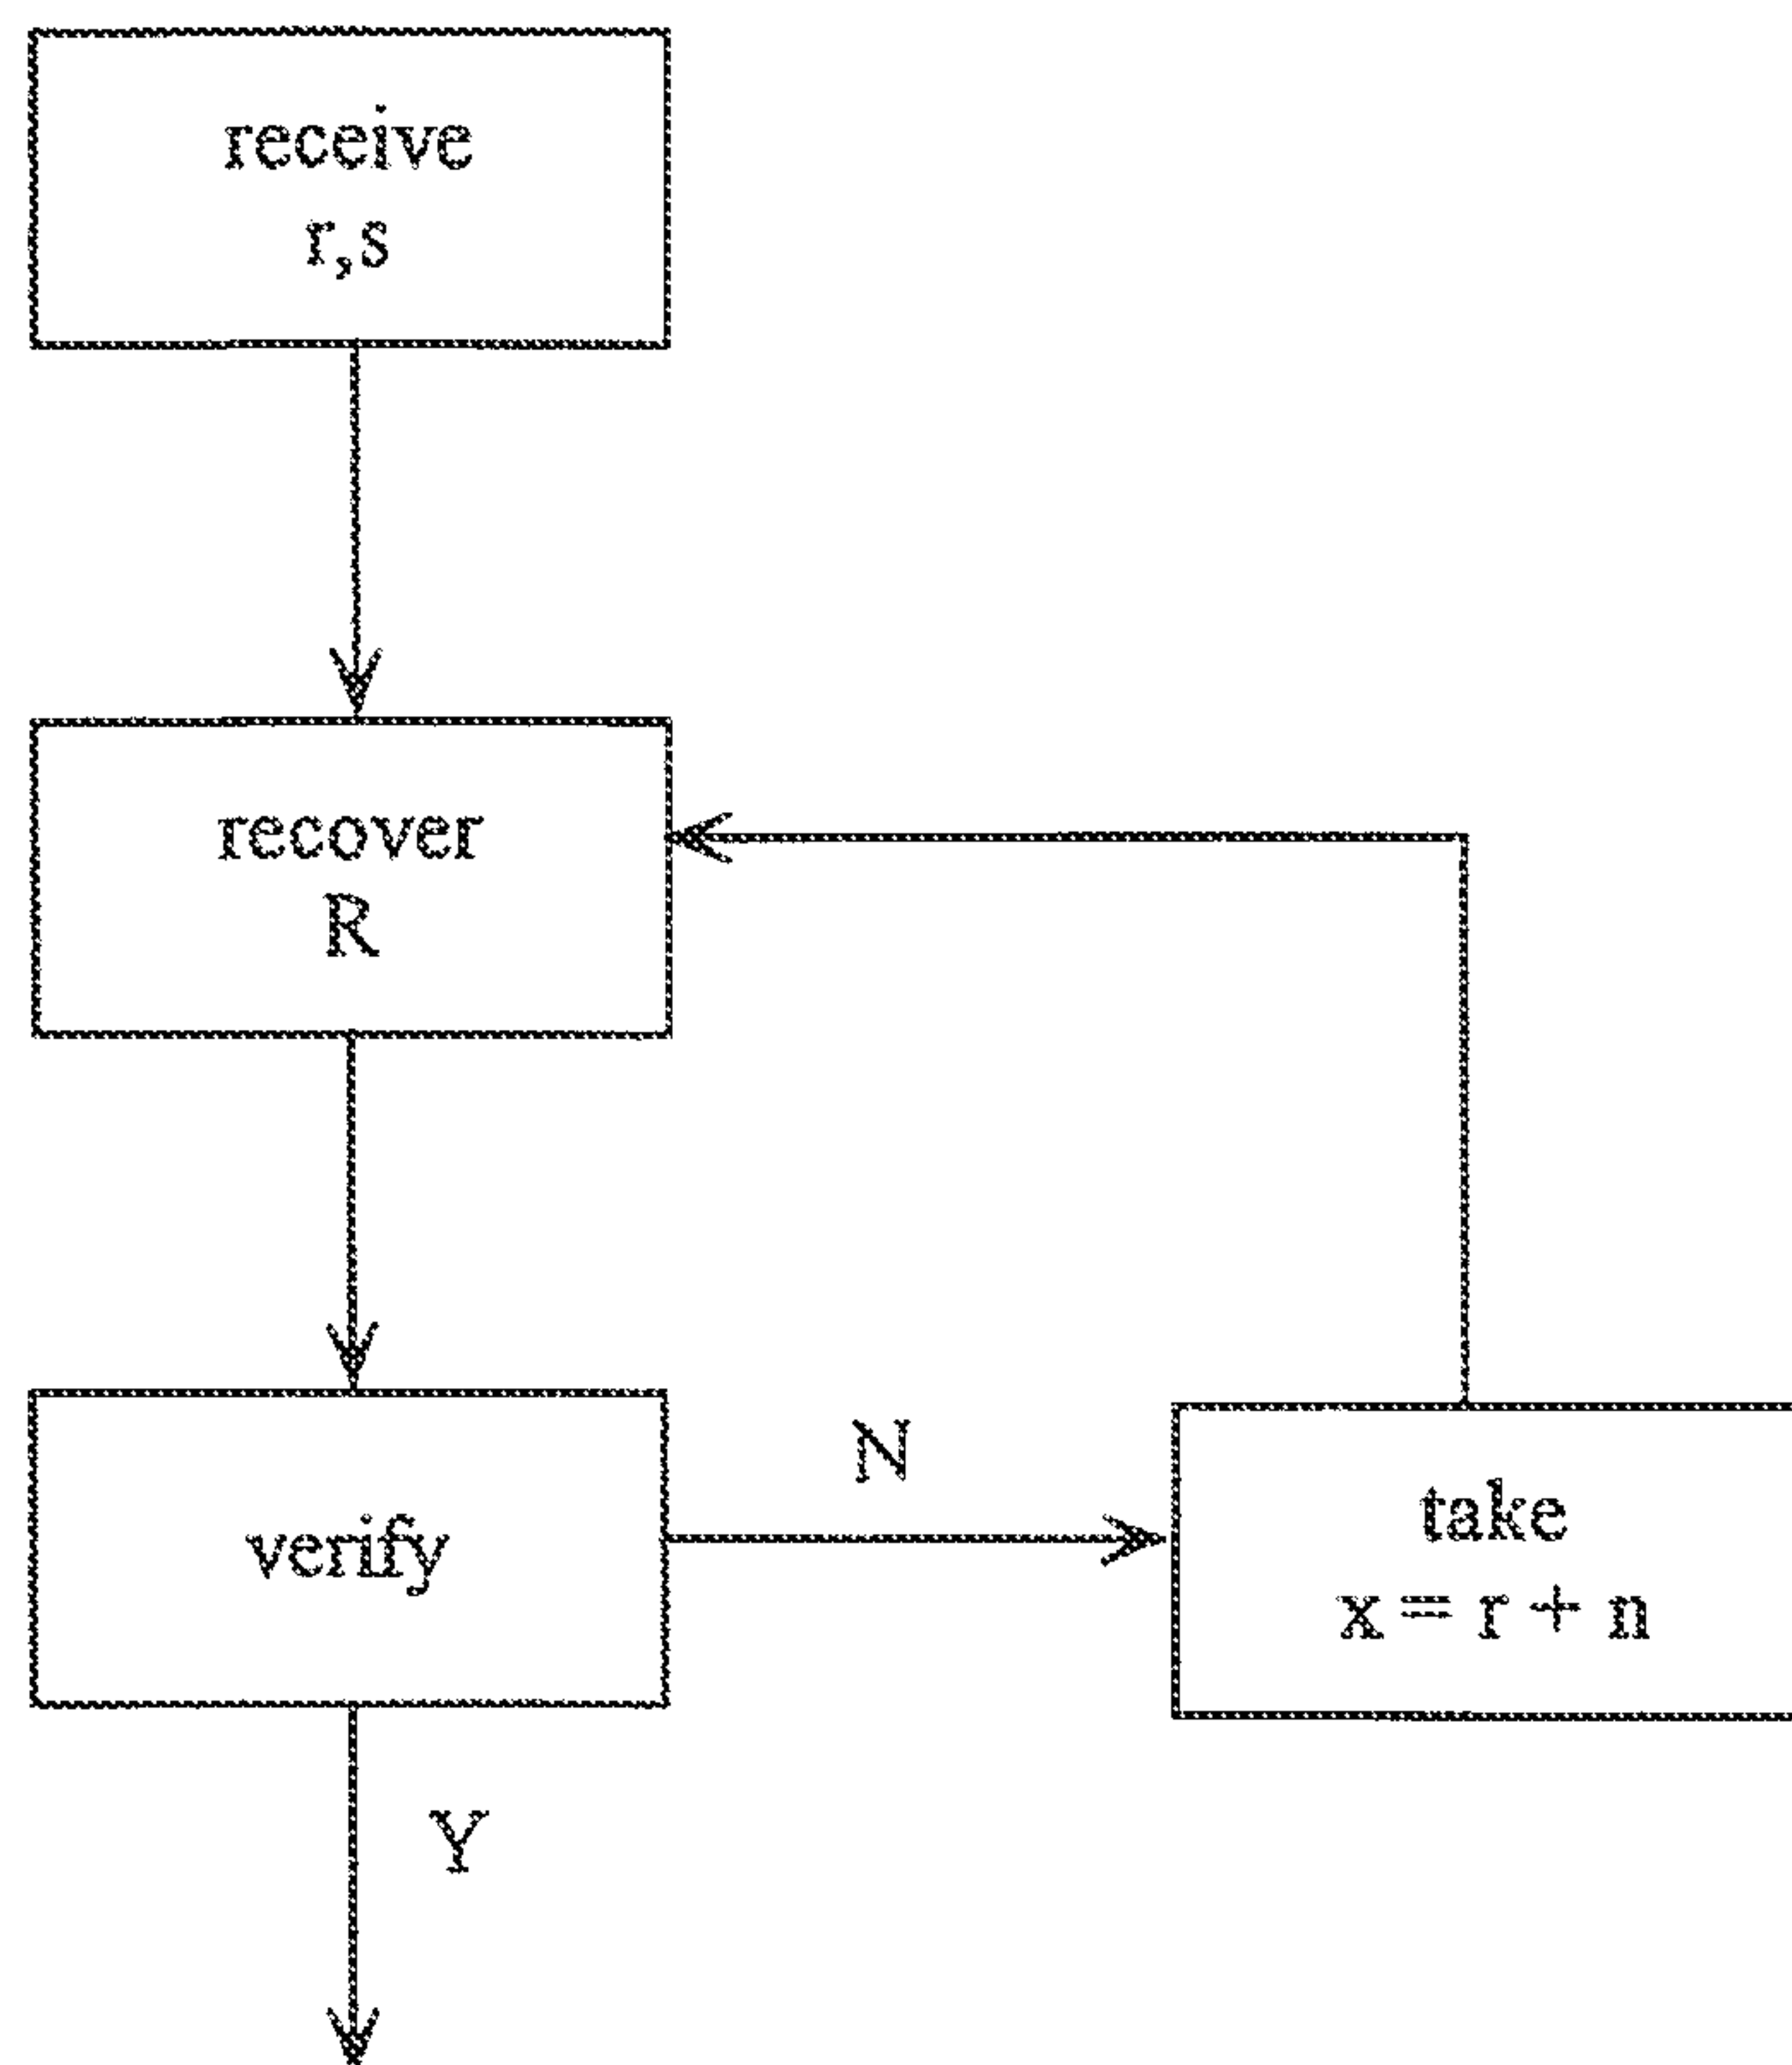 receive
r,s
recover
R
verify
N
take
x = r + n
Y